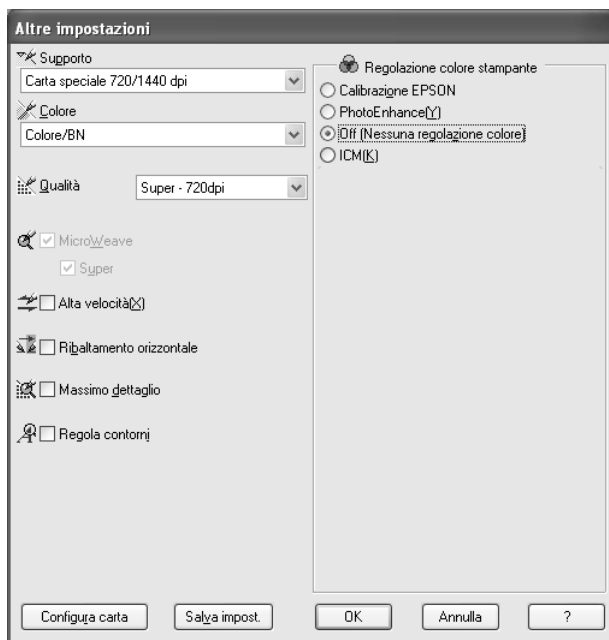 Altre impostazioni
Supporto
Carta speciale 720/1440 dpi
Colore
Colore/BN
Qualità
Super - 720dpi
MicroWeave
Super
Alta velocità(X)
Ribaltamento orizzontale
Massimo dettaglio
Regola contorni
Regolazione colore stampante
Calibrazione EPSON
PhotoEnhance(Y)
Off (Nessuna regolazione colore)
ICM(K)
Configura carta
Salva impost.
OK
Annulla
?